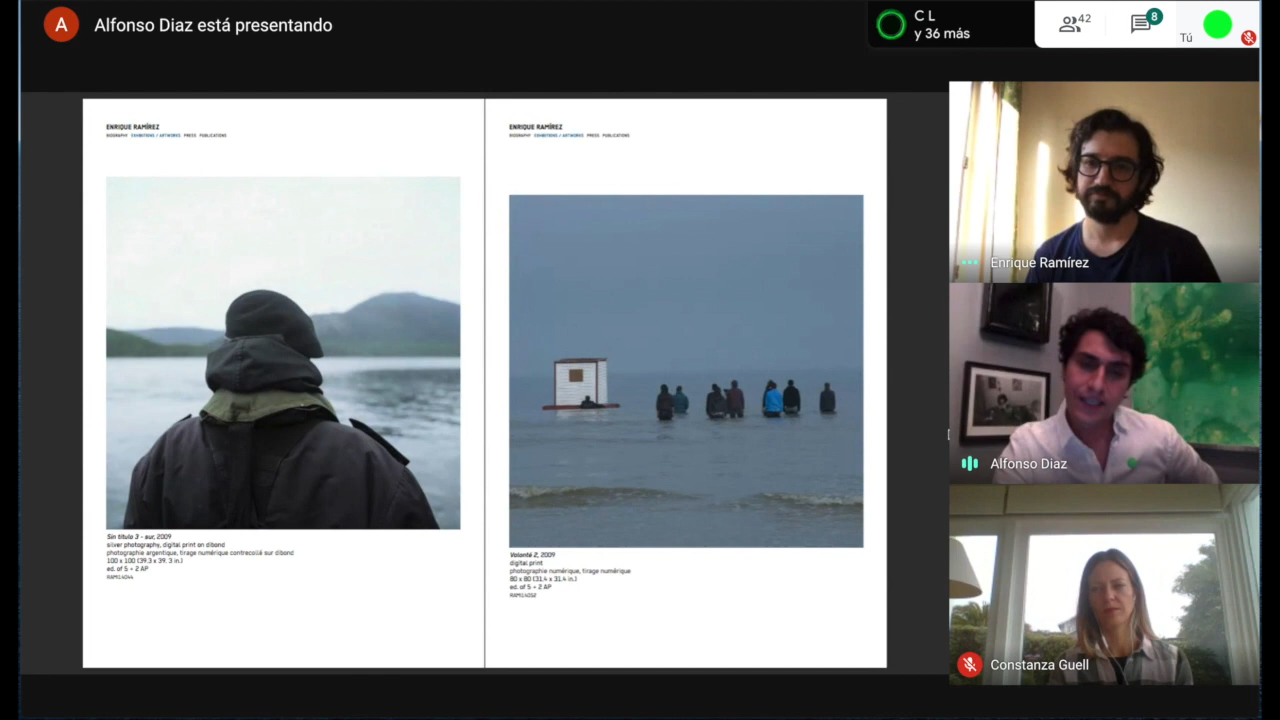 A
Alfonso Diaz está presentando
C L
y 36 más
42
8
Tú
ENRIQUE RAMÍREZ
BIOGRAPHY EXHIBITIONS / ARTWORKS PRESS PUBLICATIONS
Sin titulo 3 - sur, 2009
silver photography, digital print on dibond
photographie argentique, tirage numérique contrecollé sur dibond
100 x 100 (39.3 x 39. 3 in.)
ed. of 5 + 2 AP
RAMI14044
ENRIQUE RAMÍREZ
BIOGRAPHY EXHIBITIONS / ARTWORKS PRESS PUBLICATIONS
Volonté 2, 2009
digital print
photographie numérique, tirage numérique
80 x 80 (31.4 x 31.4 in.)
ed. of 5 + 2 AP
Enrique Ramírez
Alfonso Diaz
Constanza Guell